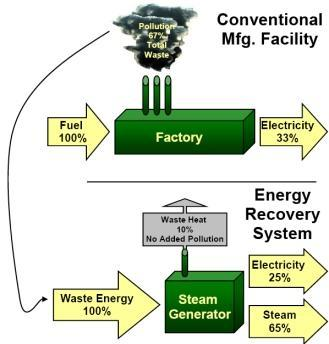 Conventional
Mfg. Facility
Pollution
67%
Total
Waste
Fuel
100%
Factory
Electricity
33%
Energy
Recovery
System
Waste Heat
10%
No Added Pollution
Electricity
25%
Waste Energy
100%
Steam
Generator
Steam
65%